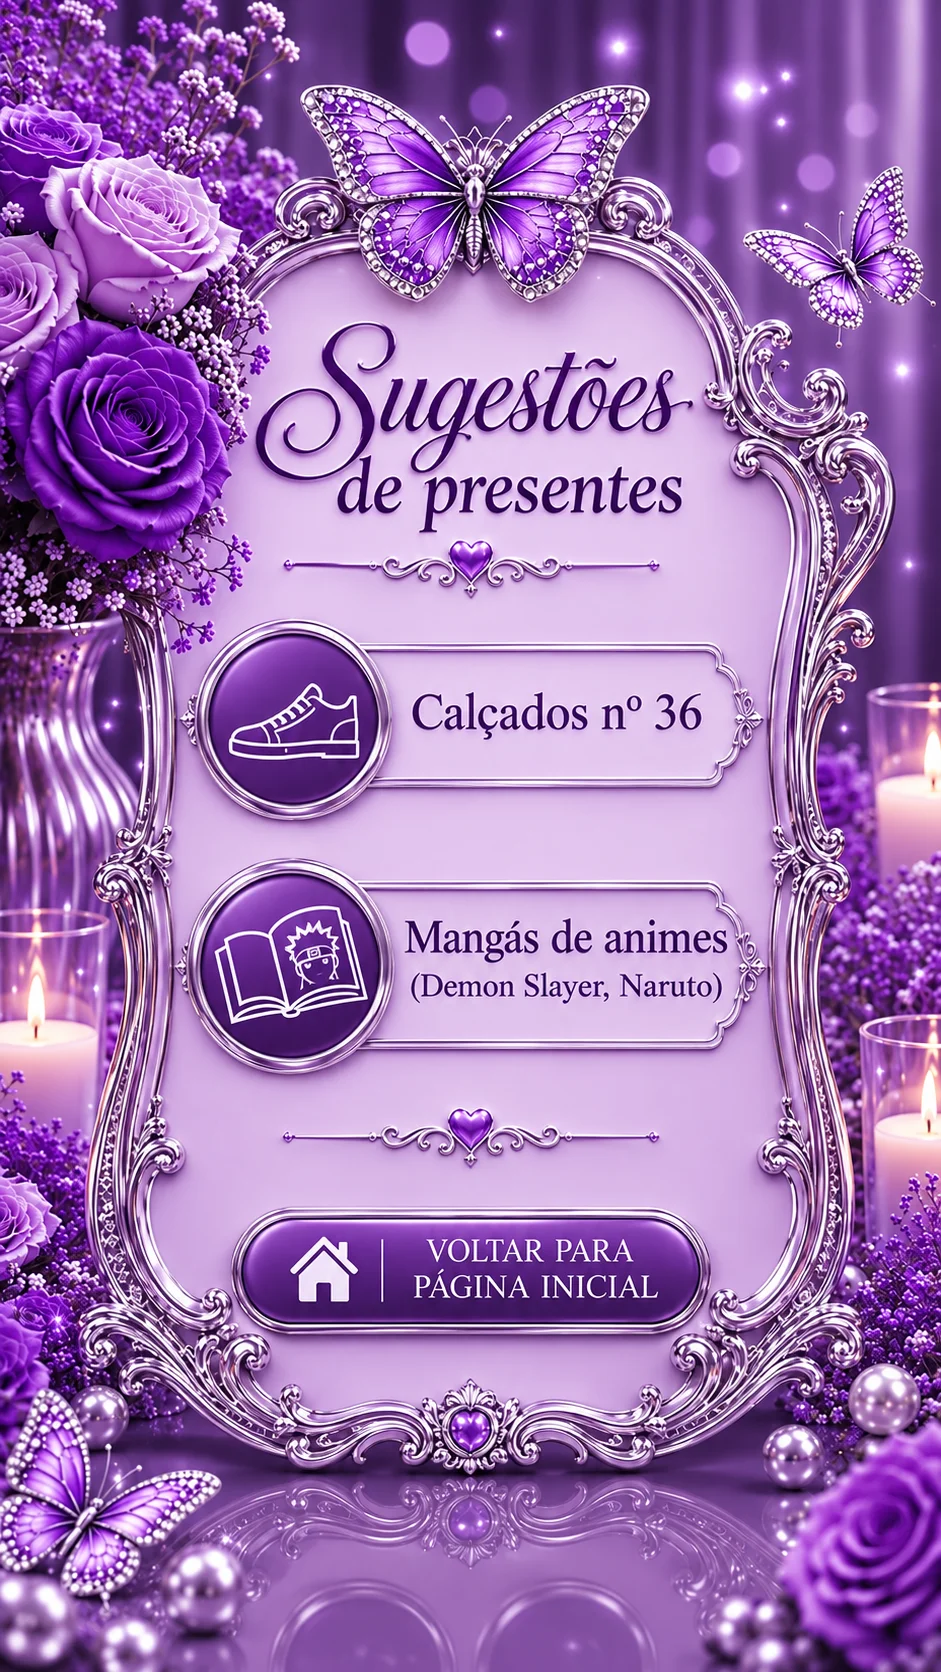 Sugestões
de presentes
Calçados nº 36
Mangás de animes
(Demon Slayer, Naruto)
VOLTAR PARA
PÁGINA INICIAL